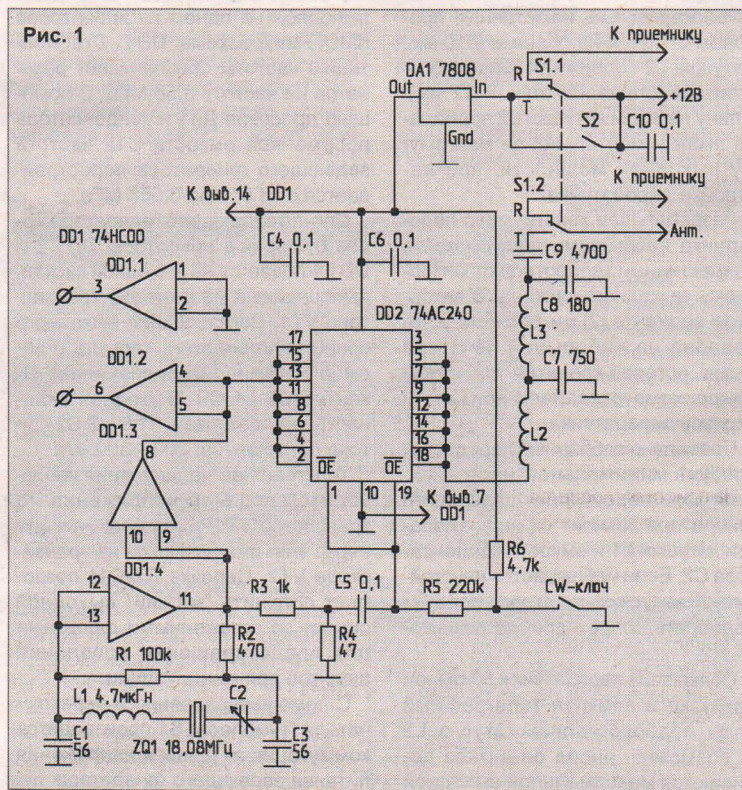 Рис. 1
К приемнику
DA1 7808
S1.1
Out
In
R
+12В
Gnd
T
S2
C10 0,1
К приемнику
К выв.14
DD1
S1.2
R
Ант.
C4 0,1
C6 0,1
C9 4700
DD1 74HC00
DD1.1
3
1
2
C8 180
DD2 74AC240
L3
17
15
13
11
8
6
4
2
3
5
7
9
12
14
16
18
C7 750
DD1.2
6
4
5
L2
DD1.3
8
OE
OE
1
10
19
К выв.7
DD1
10
9
R6
4,7к
DD1.4
12
13
11
R3 1k
C5 0,1
R5 220k
CW-ключ
R1 100k
R2
470
R4
47
L1 4,7мкГн
C2
56
ZQ1 18,08МГц
C3
56